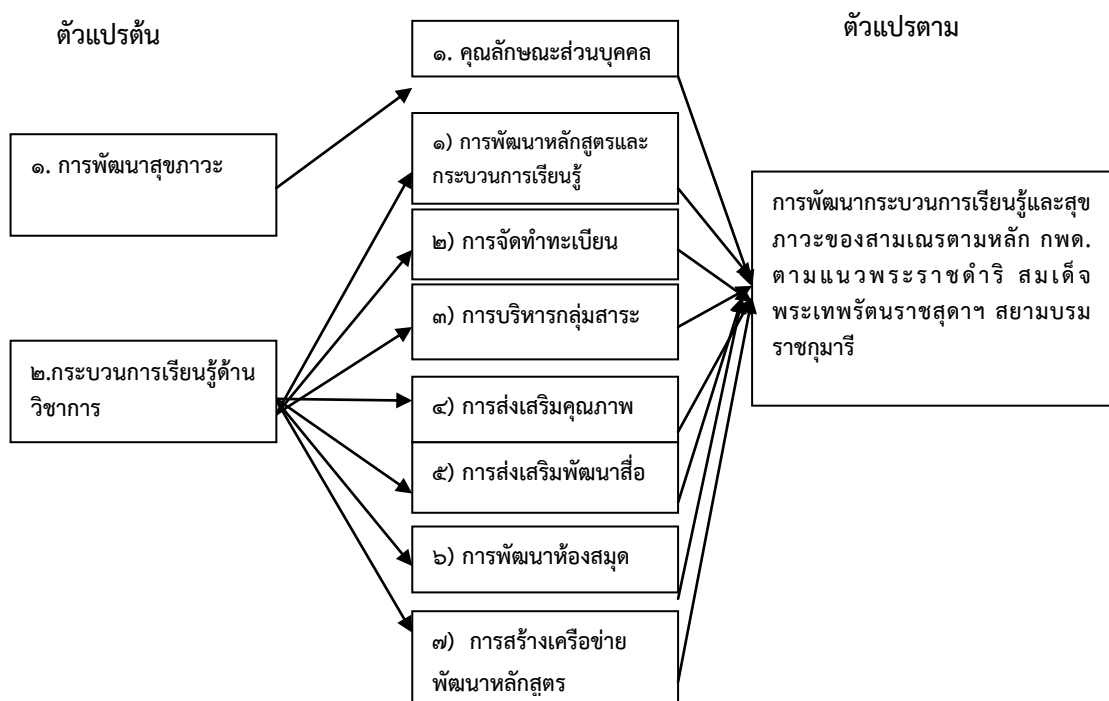 ตัวแปรต้น
ตัวแปรตาม
๑. คุณลักษณะส่วนบุคคล
๑. การพัฒนาสุขภาวะ
๑) การพัฒนาหลักสูตรและ
กระบวนการเรียนรู้
๒) การจัดทำทะเบียน
๓) การบริหารกลุ่มสาระ
๒.กระบวนการเรียนรู้ด้าน
วิชาการ
๔) การส่งเสริมคุณภาพ
๕) การส่งเสริมพัฒนาสื่อ
๖) การพัฒนาห้องสมุด
๗) การสร้างเครือข่าย
พัฒนาหลักสูตร
การพัฒนากระบวนการเรียนรู้และสุข
ภาวะของสามเณรตามหลัก กพด.
ตามแนวพระราชดำริ สมเด็จ
พระเทพรัตนราชสุดาฯ สยามบรม
ราชกุมารี